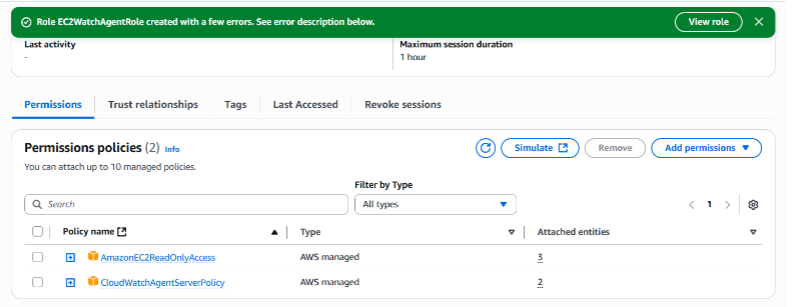 Role EC2WatchAgentRole created with a few errors. See error description below.
View role
Last activity
Maximum session duration
-
1 hour
Permissions
Trust relationships
Tags
Last Accessed
Revoke sessions
Permissions policies (2) Info
Simulate
Remove
Add permissions
You can attach up to 10 managed policies.
Filter by Type
Search
All types
1
Policy name
Type
Attached entities
AmazonEC2ReadOnlyAccess
AWS managed
3
CloudWatchAgentServerPolicy
AWS managed
2